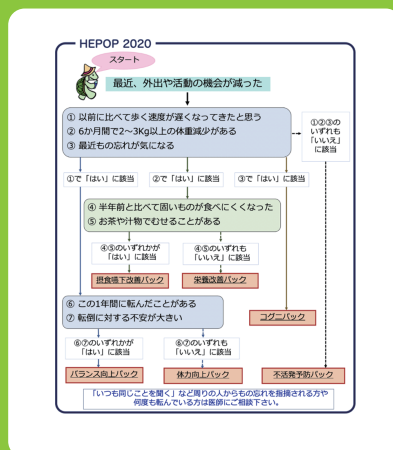 HEPOP 2020
スタート
最近、外出や活動の機会が減った
① 以前に比べて歩く速度が遅くなってきたと思う
② 6か月間で2～3Kg以上の体重減少がある
③ 最近もの忘れが気になる
①②③の
いずれも
「いいえ」
に該当
①で「はい」に該当
②で「はい」に該当
③で「はい」に該当
④ 半年前と比べて固いものが食べにくくなった
⑤ お茶や汁物でむせることがある
④⑤のいずれかが
「はい」に該当
④⑤のいずれも
「いいえ」に該当
摂食嚥下改善パック
栄養改善パック
⑥ この1年間に転んだことがある
⑦ 転倒に対する不安が大きい
コグニパック
⑥⑦のいずれかが
「はい」に該当
⑥⑦のいずれも
「いいえ」に該当
バランス向上パック
体力向上パック
不活発予防パック
「いつも同じことを聞く」など周りの人からもの忘れを指摘される方や
何度も転んでいる方は医師にご相談下さい。